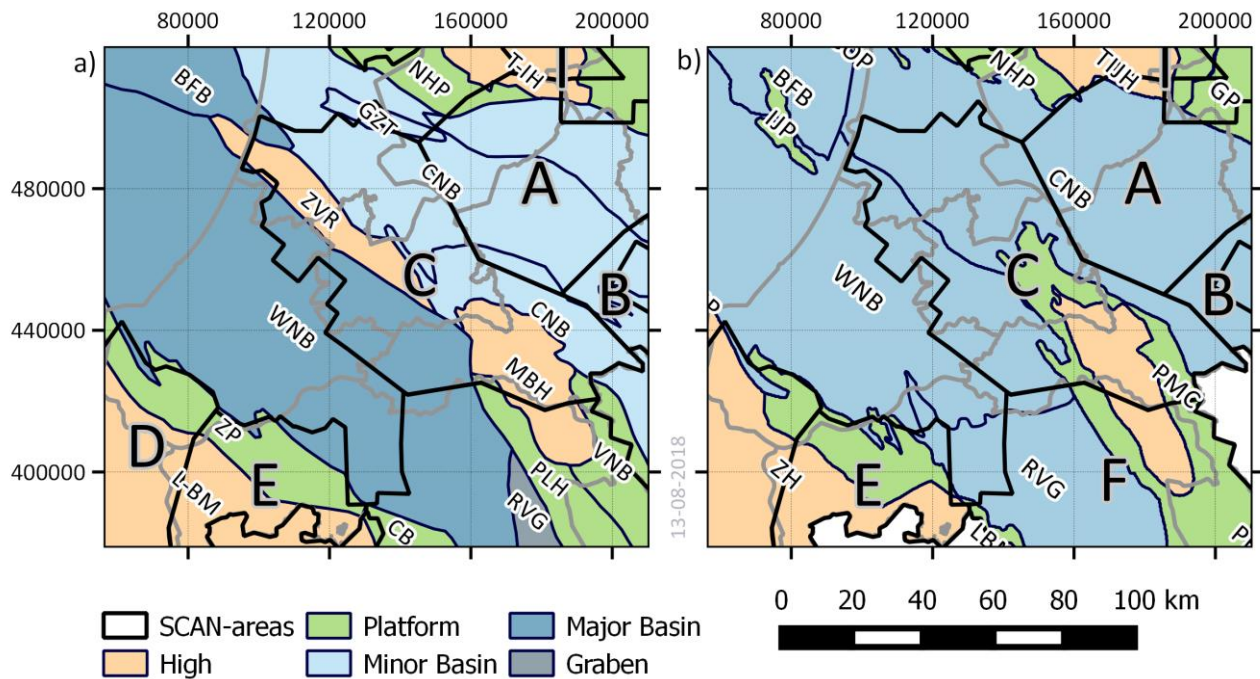 80000 120000 160000 200000 80000 120000 160000 200000
a) BFB NHP T-IH b) BFB NHP TIJH GP
GZT IJP
480000 CNB A CNB A
ZVR
C B C B
WNB CNB WNB
440000
MBH PMC
ZP VNB
D E PLH ZH E RVG F
400000 L-BM RVG
CB
13-08-2018
SCAN-areas Platform Major Basin
High Minor Basin Graben
0 20 40 60 80 100 km